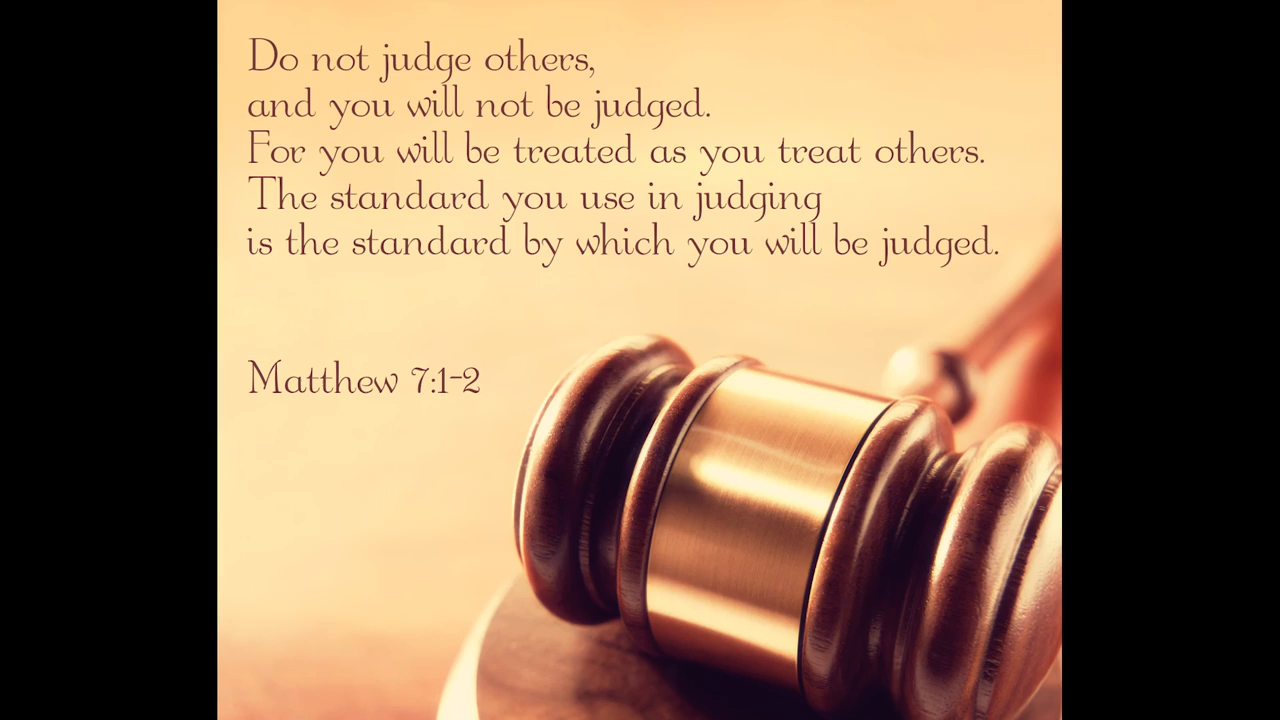 Do not judge others,
and you will not be judged.
For you will be treated as you treat others.
The standard you use in judging
is the standard by which you will be judged.
Matthew 7:1-2